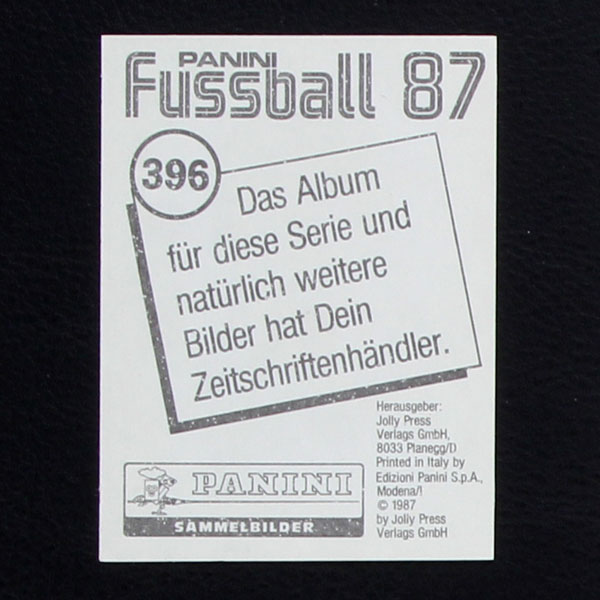 PANINI
Fussball 87
396
Das Album
für diese Serie und
natürlich weitere
Bilder hat Dein
Zeitschriftenhändler.
Herausgeber:
Jolly Press
Verlags GmbH,
8033 Planegg/D
Printed in Italy by
Edizioni Panini S.p.A.,
Modena/I
© 1987
by Jolly Press
Verlags GmbH
PANINI
SAMMELBILDER